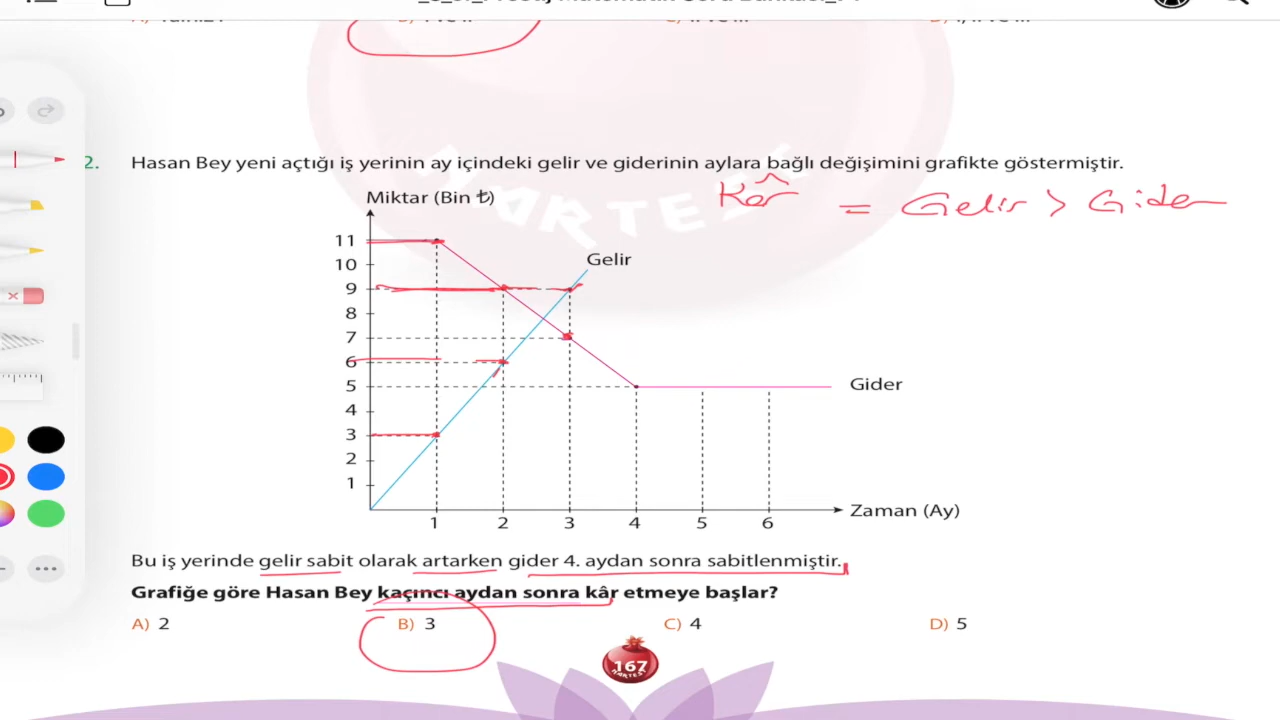 2. Hasan Bey yeni açtığı iş yerinin ay içindeki gelir ve giderinin aylara bağlı değişimini grafikte göstermiştir.
Miktar (Bin ₺)
Kâr = Gelir > Gider
11
10
Gelir
9
8
7
6
5
Gider
4
3
2
1
1 2 3 4 5 6
Zaman (Ay)
Bu iş yerinde gelir sabit olarak artarken gider 4. aydan sonra sabitlenmiştir.
Grafiğe göre Hasan Bey kaçıncı aydan sonra kâr etmeye başlar?
A) 2 B) 3 C) 4 D) 5
167